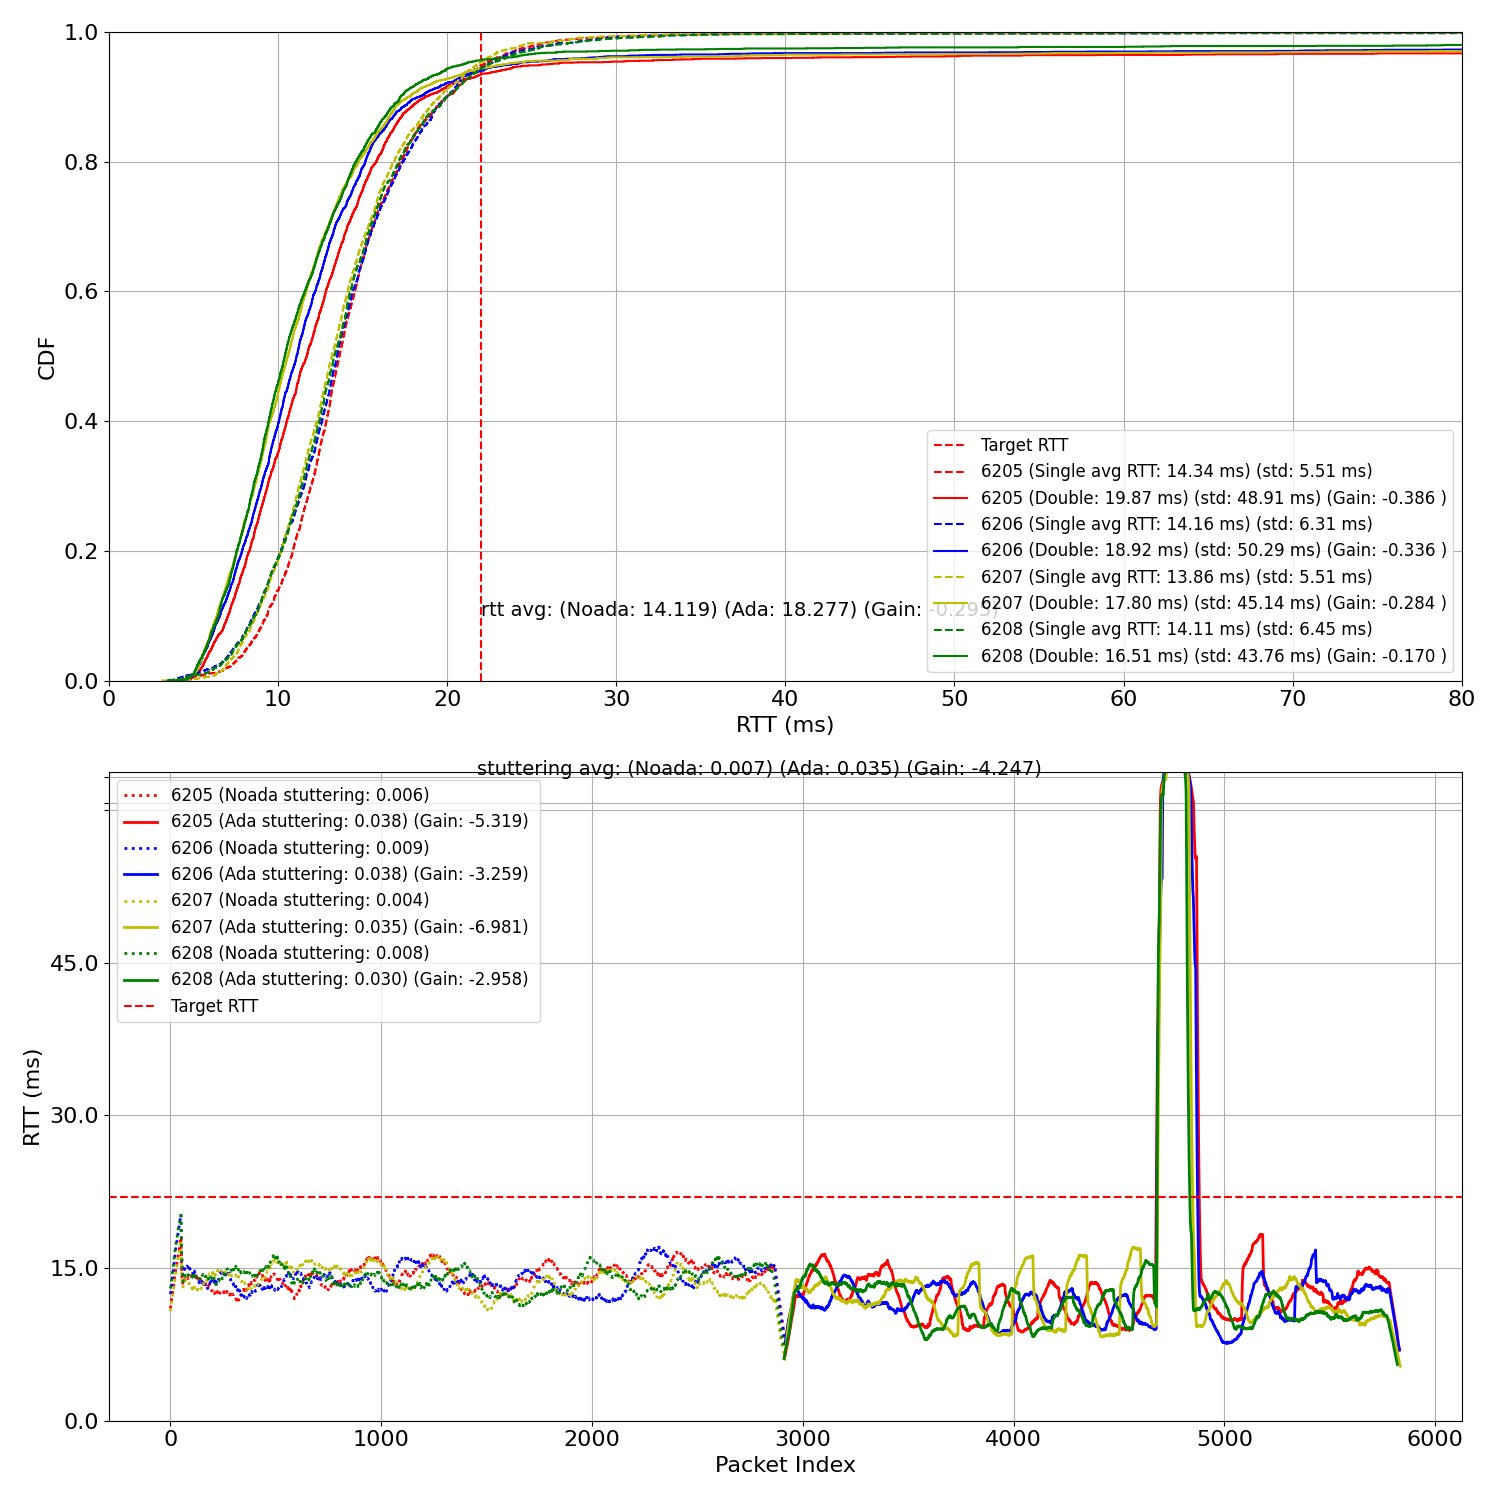 1.0
0.8
0.6
0.4
0.2
0.0
CDF
0 10 20 30 40 50 60 70 80
RTT (ms)
rtt avg: (Noada: 14.119) (Ada: 18.277) (Gain: -0.295)
Target RTT
6205 (Single avg RTT: 14.34 ms) (std: 5.51 ms)
6205 (Double: 19.87 ms) (std: 48.91 ms) (Gain: -0.386 )
6206 (Single avg RTT: 14.16 ms) (std: 6.31 ms)
6206 (Double: 18.92 ms) (std: 50.29 ms) (Gain: -0.336 )
6207 (Single avg RTT: 13.86 ms) (std: 5.51 ms)
6207 (Double: 17.80 ms) (std: 45.14 ms) (Gain: -0.284 )
6208 (Single avg RTT: 14.11 ms) (std: 6.45 ms)
6208 (Double: 16.51 ms) (std: 43.76 ms) (Gain: -0.170 )
stuttering avg: (Noada: 0.007) (Ada: 0.035) (Gain: -4.247)
6205 (Noada stuttering: 0.006)
6205 (Ada stuttering: 0.038) (Gain: -5.319)
6206 (Noada stuttering: 0.009)
6206 (Ada stuttering: 0.038) (Gain: -3.259)
6207 (Noada stuttering: 0.004)
6207 (Ada stuttering: 0.035) (Gain: -6.981)
6208 (Noada stuttering: 0.008)
6208 (Ada stuttering: 0.030) (Gain: -2.958)
Target RTT
45.0
30.0
15.0
0.0
RTT (ms)
0 1000 2000 3000 4000 5000 6000
Packet Index